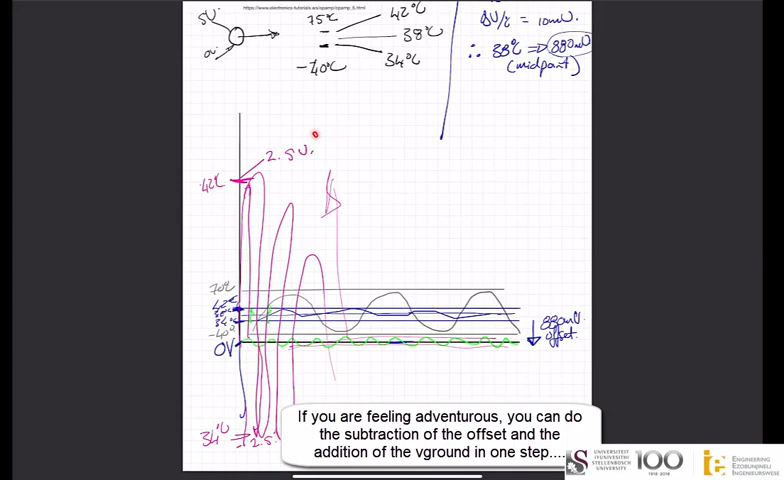 https://www.electronics-tutorials.ws/opamp/opamp_5.html
5V
0V
75°C
42°C
38°C
34°C
-40°C
ΔV/°C = 10mV
∴ 38°C ⇒ 880mV
(midpoint)
2.5V.
42°C
70°C
42°C
38°C
34°C
-40°
0V
880mV
offset
34°C ⇒ -2.5
If you are feeling adventurous, you can do
the subtraction of the offset and the
addition of the vground in one step....
UNIVERSITEIT
IYUNIVESITHI
STELLENBOSCH
UNIVERSITY
100
1918 - 2018
ENGINEERING
EZOBUNJINELI
INGENIEURSWESE